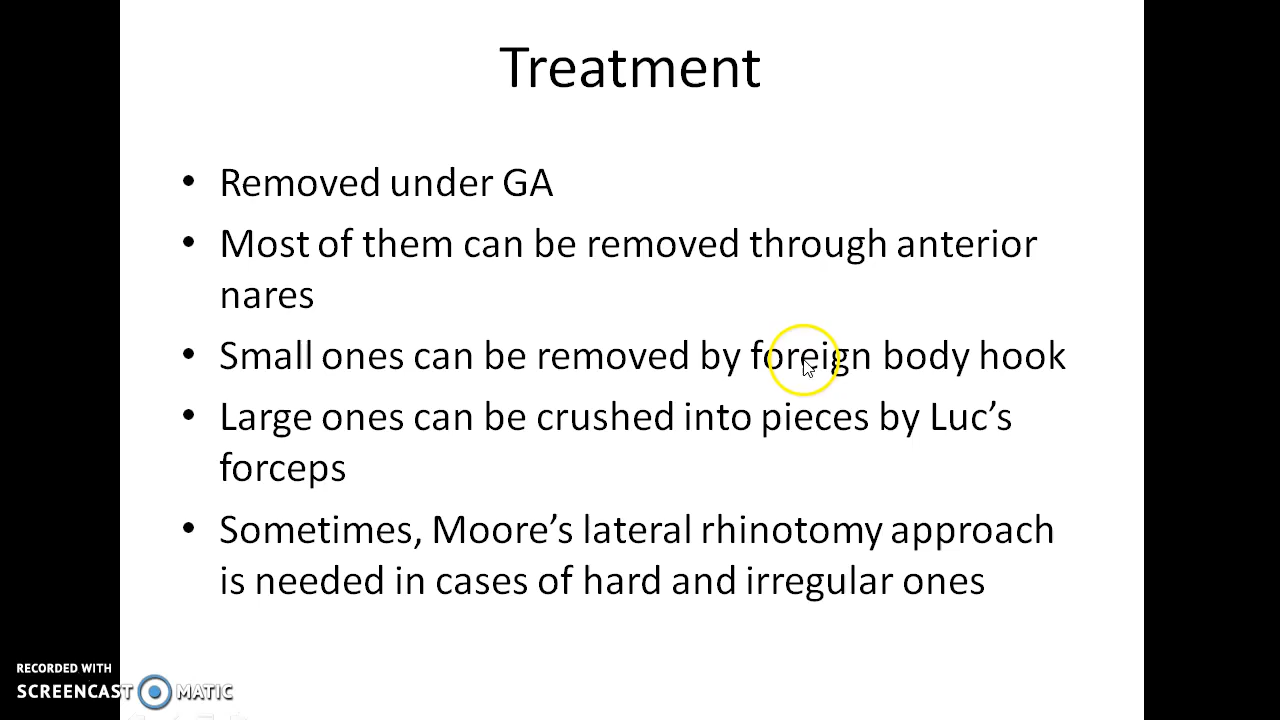 Treatment
• Removed under GA
• Most of them can be removed through anterior
nares
• Small ones can be removed by foreign body hook
• Large ones can be crushed into pieces by Luc’s
forceps
• Sometimes, Moore’s lateral rhinotomy approach
is needed in cases of hard and irregular ones
RECORDED WITH
SCREENCAST MATIC